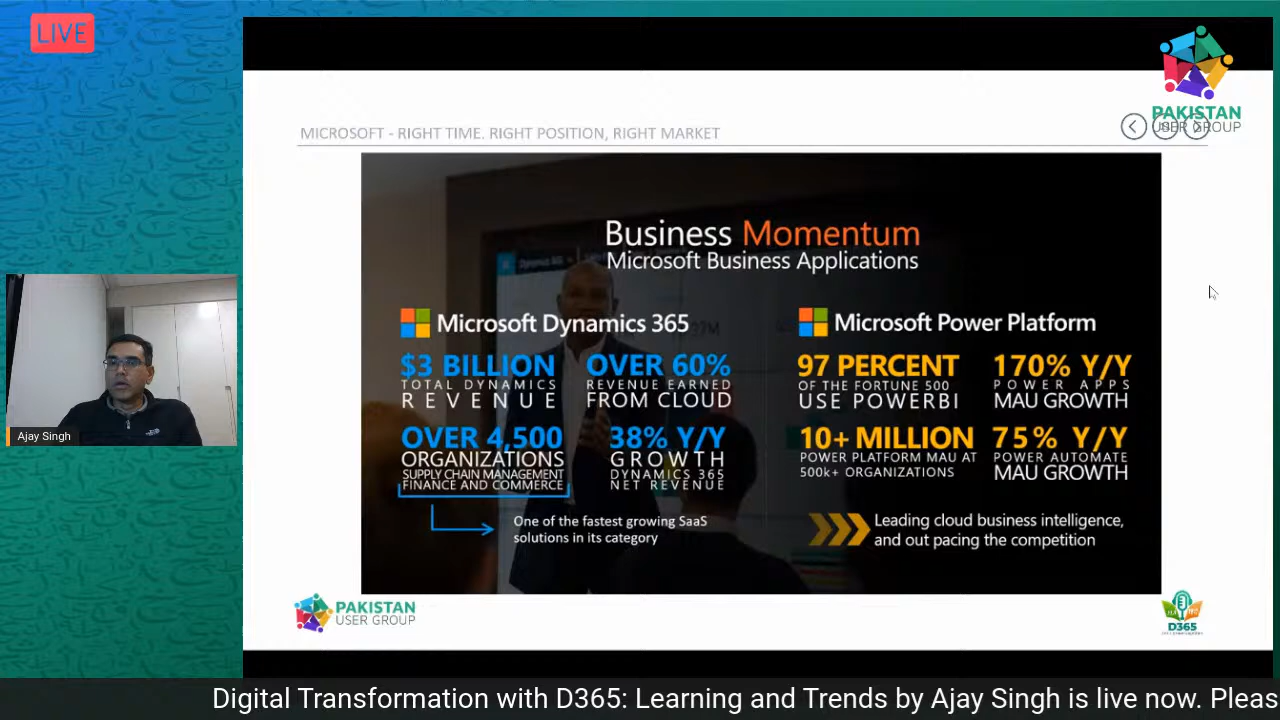 LIVE
PAKISTAN
USER GROUP
MICROSOFT - RIGHT TIME. RIGHT POSITION, RIGHT MARKET
Business Momentum
Microsoft Business Applications
Microsoft Dynamics 365
$3 BILLION
TOTAL DYNAMICS
REVENUE
OVER 60%
REVENUE EARNED
FROM CLOUD
OVER 4,500
ORGANIZATIONS
SUPPLY CHAIN MANAGEMENT
FINANCE AND COMMERCE
38% Y/Y
GROWTH
DYNAMICS 365
NET REVENUE
One of the fastest growing SaaS
solutions in its category
Microsoft Power Platform
97 PERCENT
OF THE FORTUNE 500
USE POWERBI
170% Y/Y
POWER APPS
MAU GROWTH
10+ MILLION
POWER PLATFORM MAU AT
500k+ ORGANIZATIONS
75% Y/Y
POWER AUTOMATE
MAU GROWTH
Leading cloud business intelligence,
and out pacing the competition
Ajay Singh
PAKISTAN
USER GROUP
D365
Digital Transformation with D365: Learning and Trends by Ajay Singh is live now. Pleas